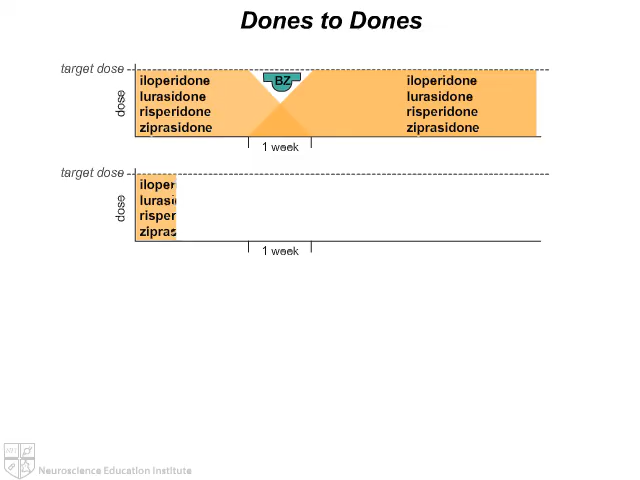 Dones to Dones
target dose
dose
iloperidone
lurasidone
risperidone
ziprasidone
BZ
iloperidone
lurasidone
risperidone
ziprasidone
1 week
target dose
dose
iloper
lurasi
risper
zipras
1 week
Neuroscience Education Institute